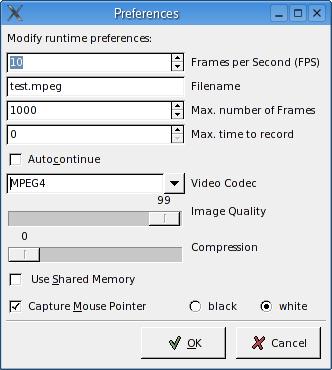 Preferences
Modify runtime preferences:
10 Frames per Second (FPS)
test.mpeg Filename
1000 Max. number of Frames
0 Max. time to record
Autocontinue
MPEG4 Video Codec
99
Image Quality
0
Compression
Use Shared Memory
Capture Mouse Pointer black white
OK Cancel